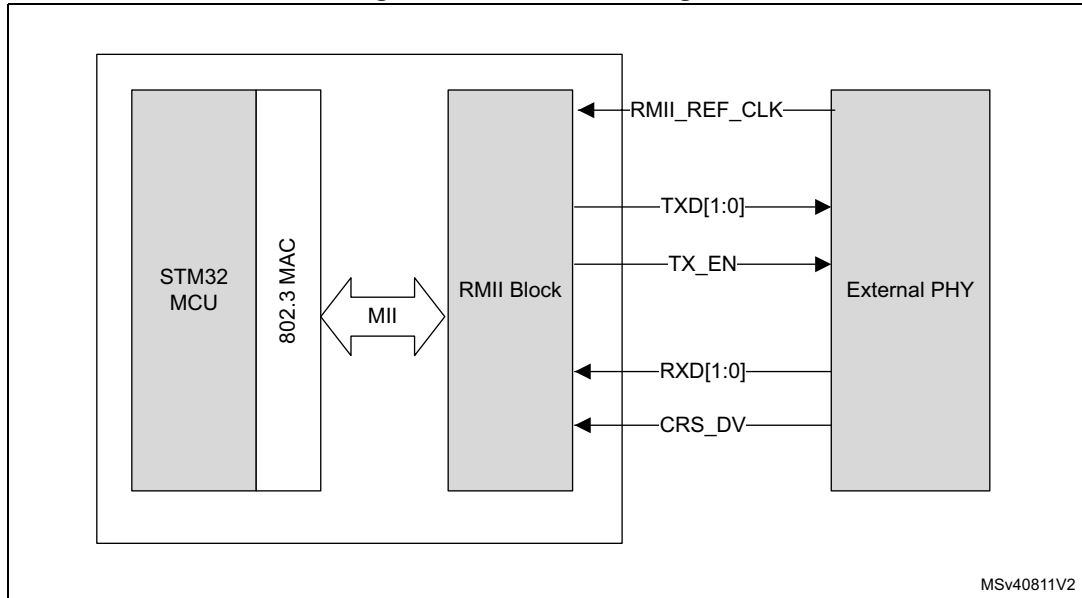 RMII_REF_CLK
TXD[1:0]
TX_EN
STM32
MCU
802.3 MAC
MII
RMII Block
External PHY
RXD[1:0]
CRS_DV
MSv40811V2